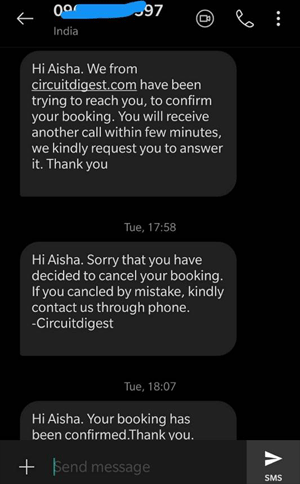 597
India
Hi Aisha. We from
circuitdigest.com have been
trying to reach you, to confirm
your booking. You will receive
another call within few minutes,
we kindly request you to answer
it. Thank you
Tue, 17:58
Hi Aisha. Sorry that you have
decided to cancel your booking.
If you cancled by mistake, kindly
contact us through phone.
-Circuitdigest
Tue, 18:07
Hi Aisha. Your booking has
been confirmed.Thank you.
Send message
SMS